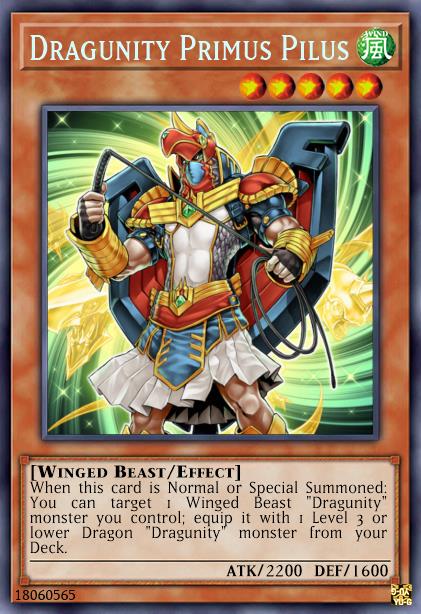 Dragunity Primus Pilus
WIND
風
[Winged Beast/Effect]
When this card is Normal or Special Summoned:
You can target 1 Winged Beast "Dragunity"
monster you control; equip it with 1 Level 3 or
lower Dragon "Dragunity" monster from your
Deck.
ATK/2200 DEF/1600
18060565